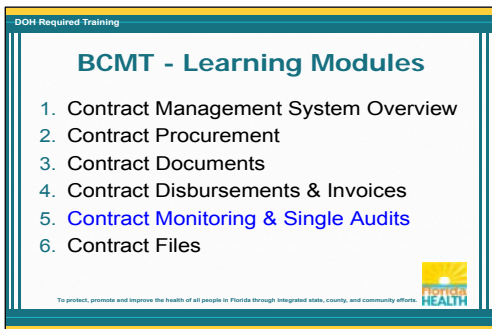 DOH Required Training
BCMT - Learning Modules
1. Contract Management System Overview
2. Contract Procurement
3. Contract Documents
4. Contract Disbursements & Invoices
5. Contract Monitoring & Single Audits
6. Contract Files
To protect, promote and improve the health of all people in Florida through integrated state, county, and community efforts.
Florida
HEALTH